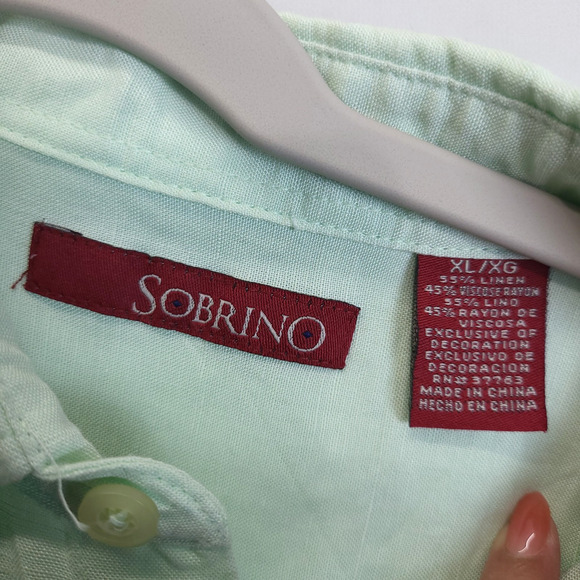 SOBRINO
XL/XG
55% LINEN
45% VISCOSE RAYON
55% LINO
45% RAYON DE
VISCOSA
EXCLUSIVE OF
DECORATION
EXCLUSIVO DE
DECORACION
RN# 37763
MADE IN CHINA
HECHO EN CHINA